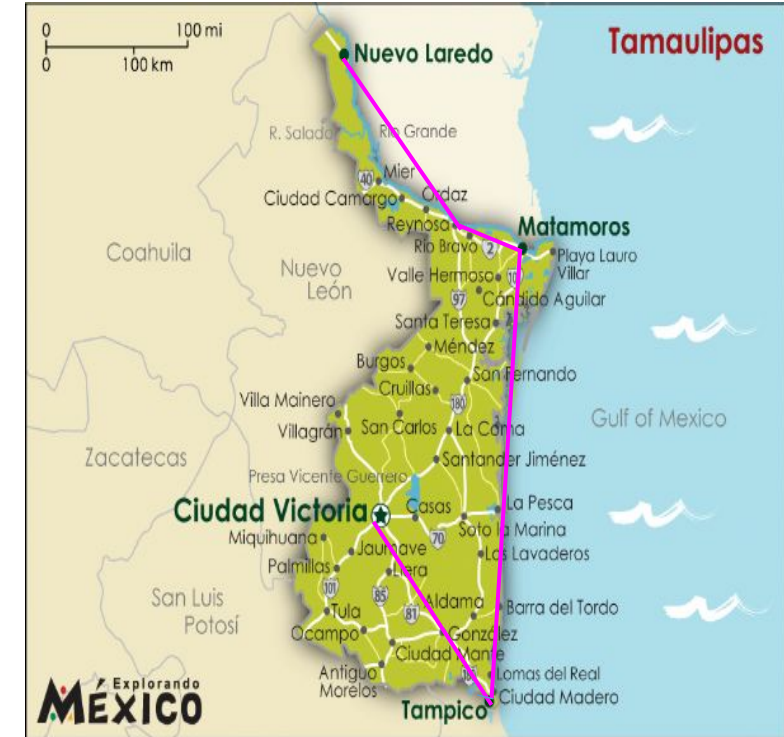 0 100 mi
0 100 km
Tamaulipas
Nuevo Laredo
R. Salado
Rio Grande
40
Mier
Ciudad Camargo
Ordaz
Reynosa
Matamoros
Río Bravo
2
Playa Lauro
Villar
Coahuila
Nuevo
León
Valle Hermoso
97
Cándido Aguilar
Santa Teresa
Méndez
Burgos
San Fernando
Cruillas
180
Villa Mainero
Villagrán
San Carlos
La Coma
Gulf of Mexico
Zacatecas
Santander Jiménez
Presa Vicente Guerrero
Ciudad Victoria
Casas
La Pesca
Soto la Marina
Miquihuana
70
Jaumave
Las Lavaderos
Palmillas
Llera
101
85
San Luis
Potosí
Tula
81
Aldama
Barra del Tordo
Ocampo
González
Ciudad Mante
Antiguo
Morelos
Lomas del Real
Ciudad Madero
Tampico
Explorando
MÉXICO